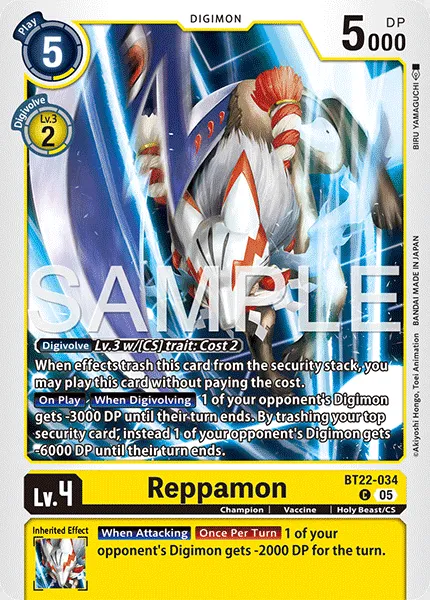 DIGIMON
Play
5
DP
5000
Digivolve
Lv.3
2
BIRU YAMAGUCHI
©Akiyoshi Hongo, Toei Animation BANDAI MADE IN JAPAN
SAMPLE
Digivolve Lv.3 w/[CS] trait: Cost 2
When effects trash this card from the security stack, you
may play this card without paying the cost.
On Play When Digivolving 1 of your opponent's Digimon
gets -3000 DP until their turn ends. By trashing your top
security card, instead 1 of your opponent's Digimon gets
-6000 DP until their turn ends.
Lv.4
Reppamon
BT22-034
C 05
Champion | Vaccine | Holy Beast/CS
Inherited Effect
When Attacking Once Per Turn 1 of your
opponent's Digimon gets -2000 DP for the turn.